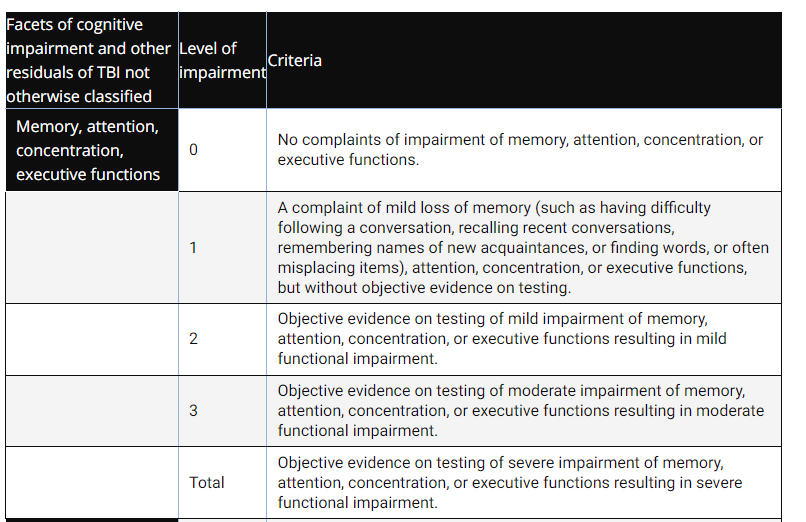 Facets of cognitive
impairment and other
residuals of TBI not
otherwise classified
Level of
impairment
Criteria
Memory, attention,
concentration,
executive functions
0
No complaints of impairment of memory, attention, concentration, or
executive functions.
1
A complaint of mild loss of memory (such as having difficulty
following a conversation, recalling recent conversations,
remembering names of new acquaintances, or finding words, or often
misplacing items), attention, concentration, or executive functions,
but without objective evidence on testing.
2
Objective evidence on testing of mild impairment of memory,
attention, concentration, or executive functions resulting in mild
functional impairment.
3
Objective evidence on testing of moderate impairment of memory,
attention, concentration, or executive functions resulting in moderate
functional impairment.
Total
Objective evidence on testing of severe impairment of memory,
attention, concentration, or executive functions resulting in severe
functional impairment.